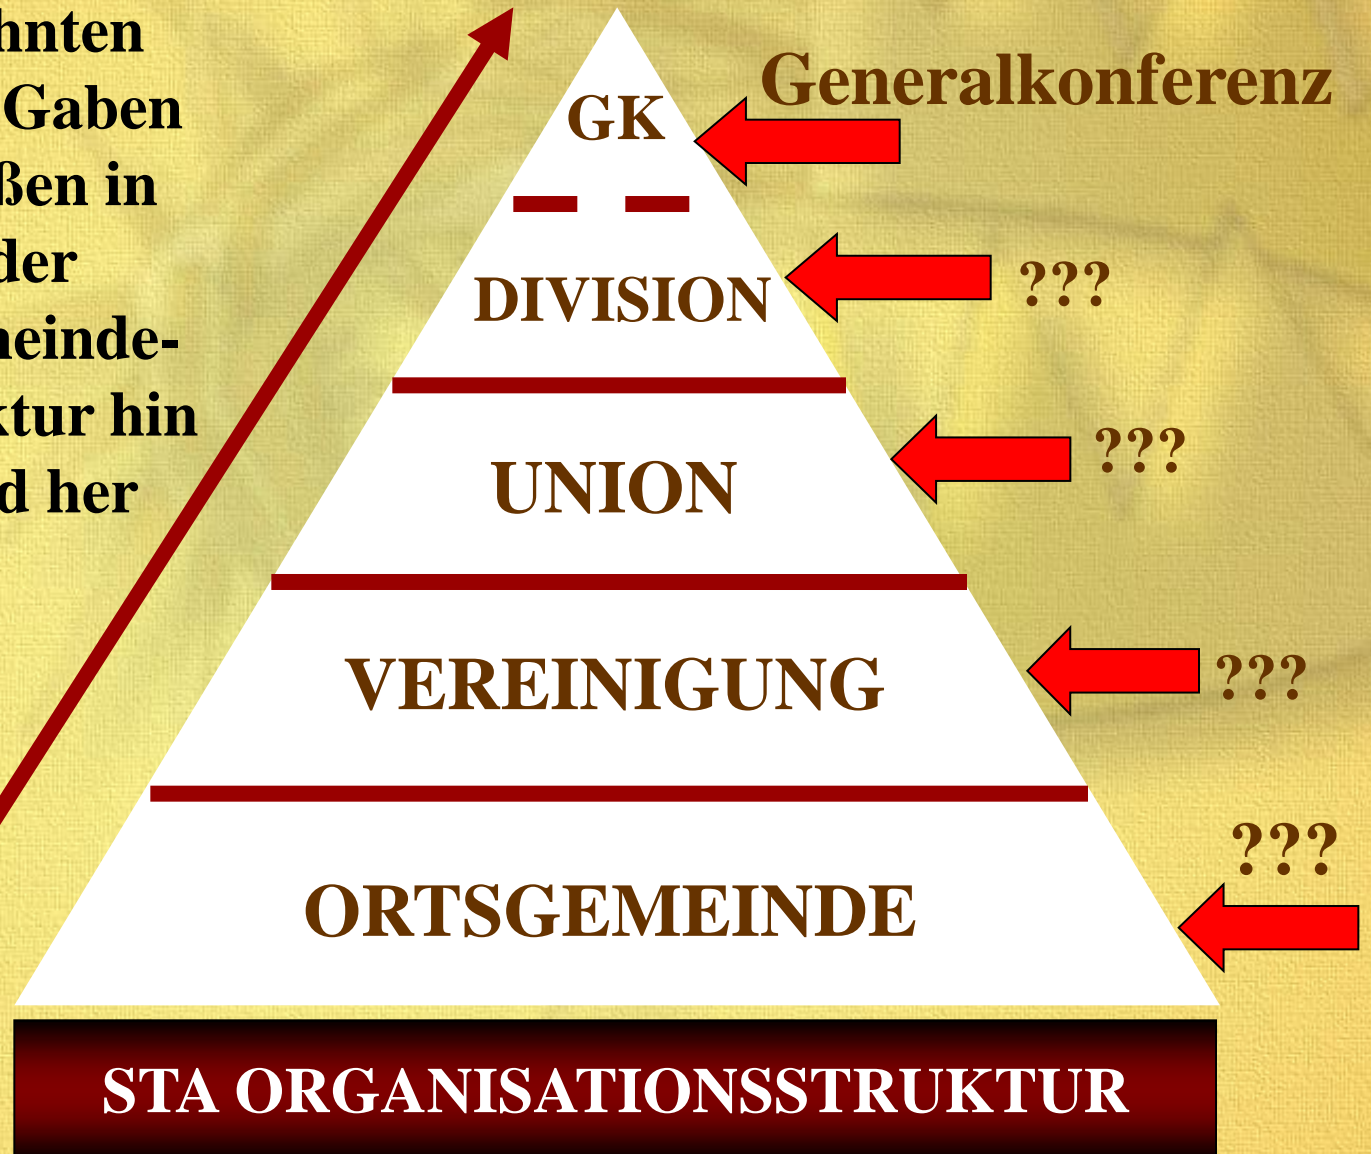 hnten
Gaben
ßen in
der
neinde-
ktur hin
d her
GK
Generalkonferenz
DIVISION
???
UNION
???
VEREINIGUNG
???
ORTSGEMEINDE
???
STA ORGANISATIONSSTRUKTUR